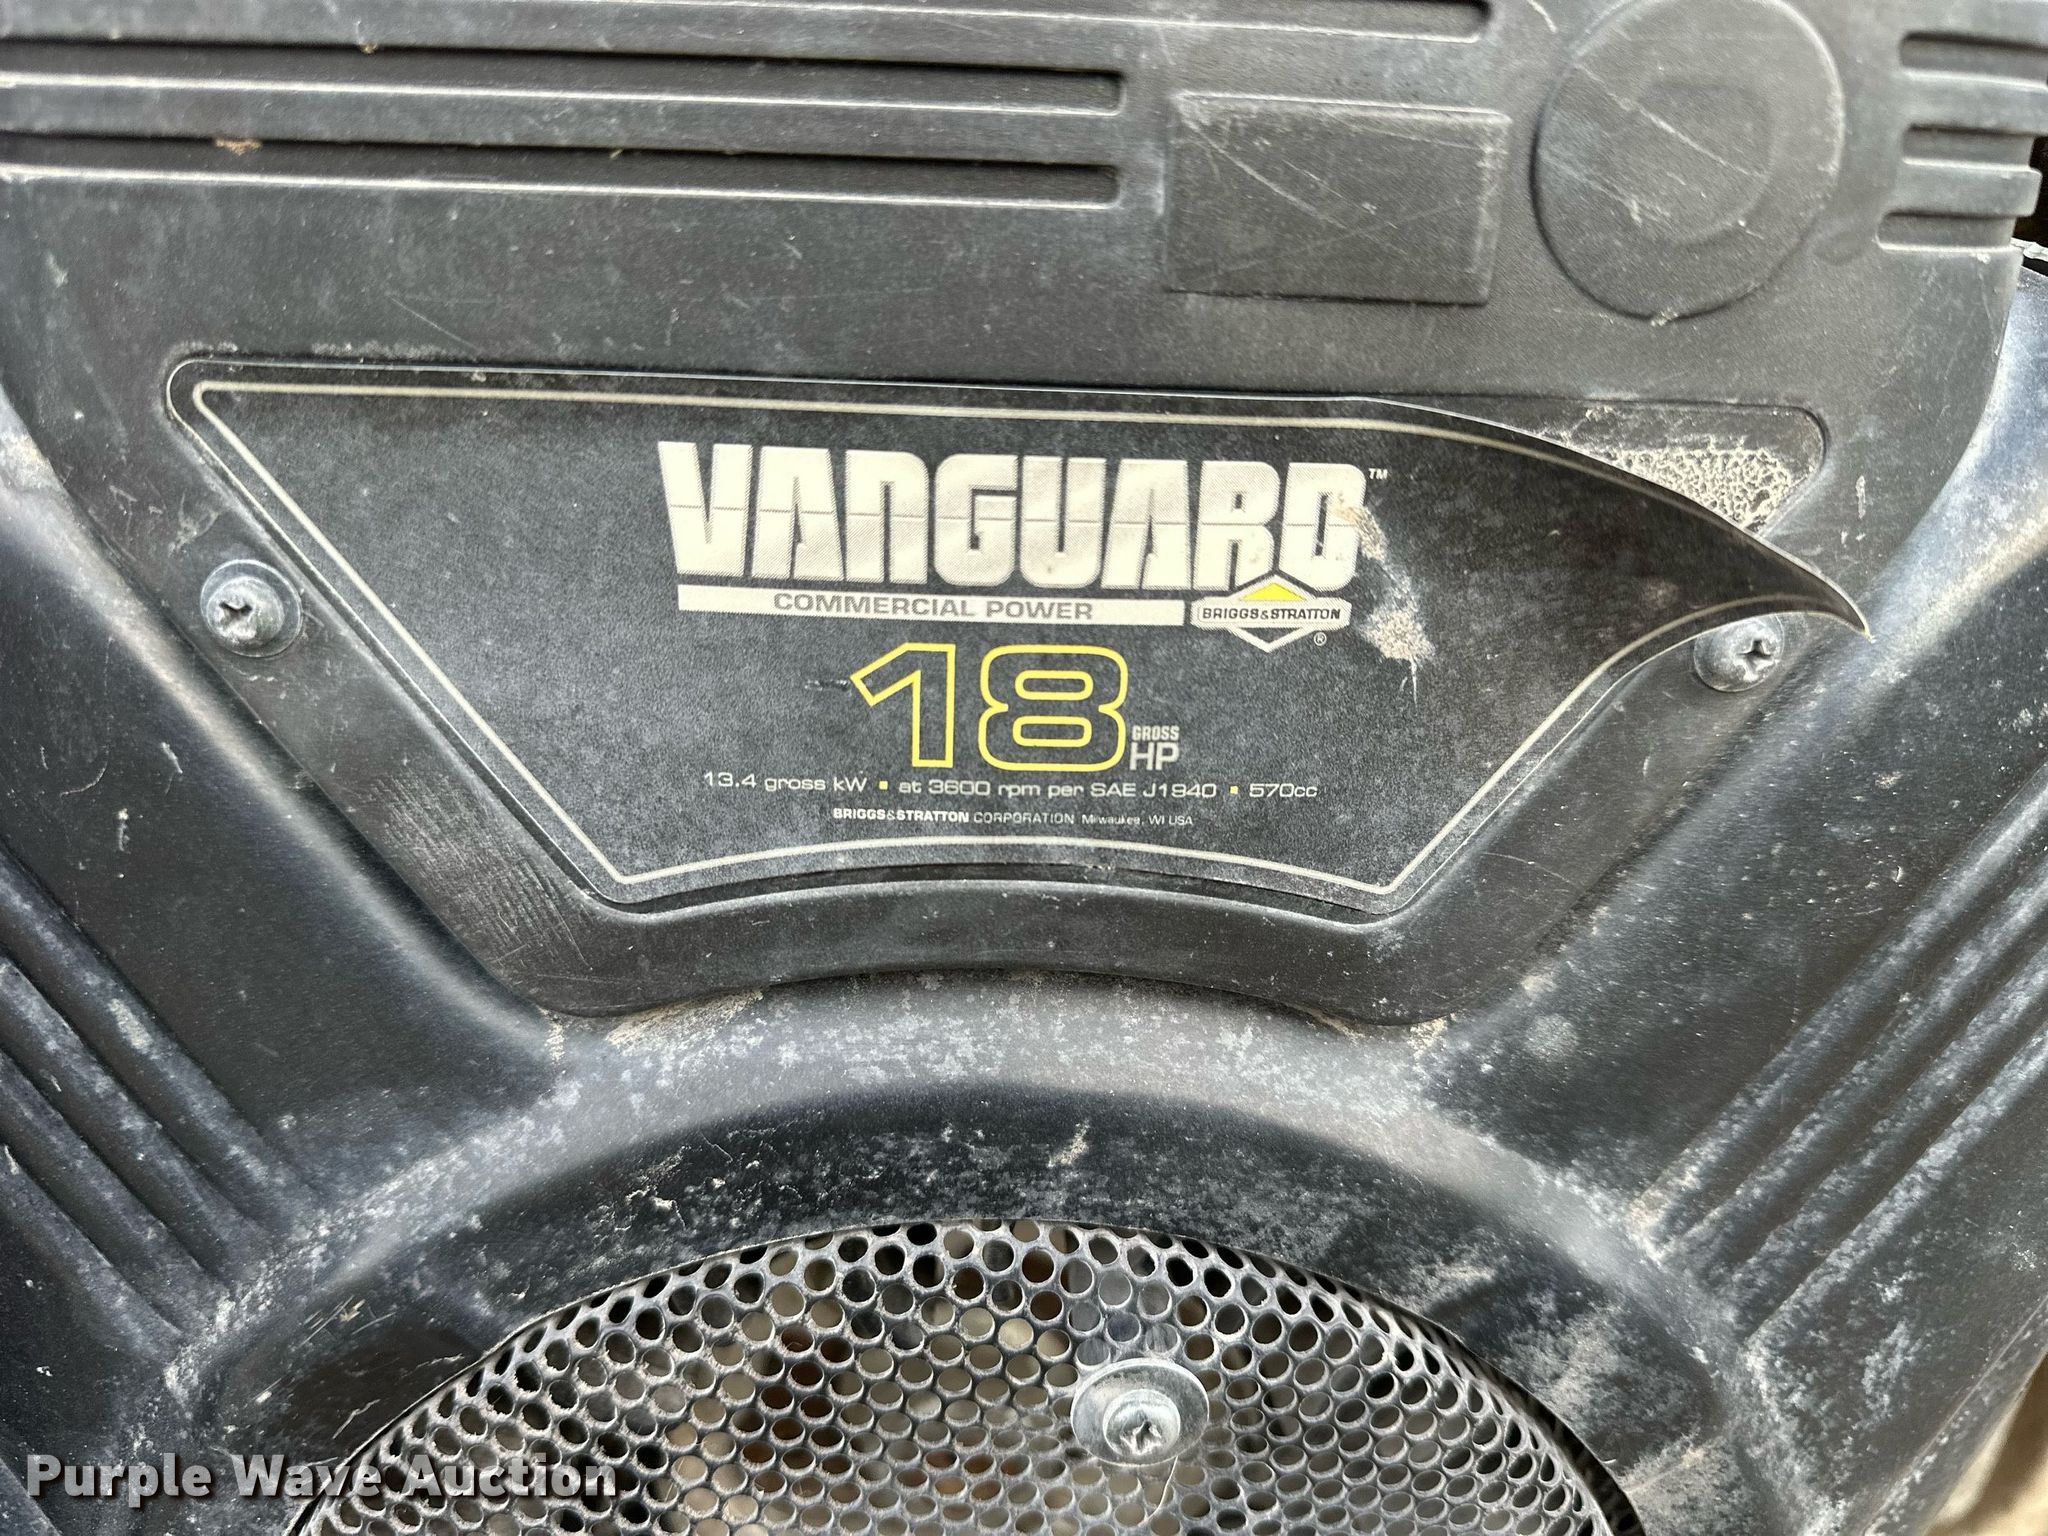 VANGUARD™
COMMERCIAL POWER
BRIGGS&STRATTON
®
18 GROSS HP
13.4 gross kW ▪ at 3600 rpm per SAE J1940 ▪ 570cc
BRIGGS&STRATTON CORPORATION Milwaukee, WI USA
Purple Wave Auction